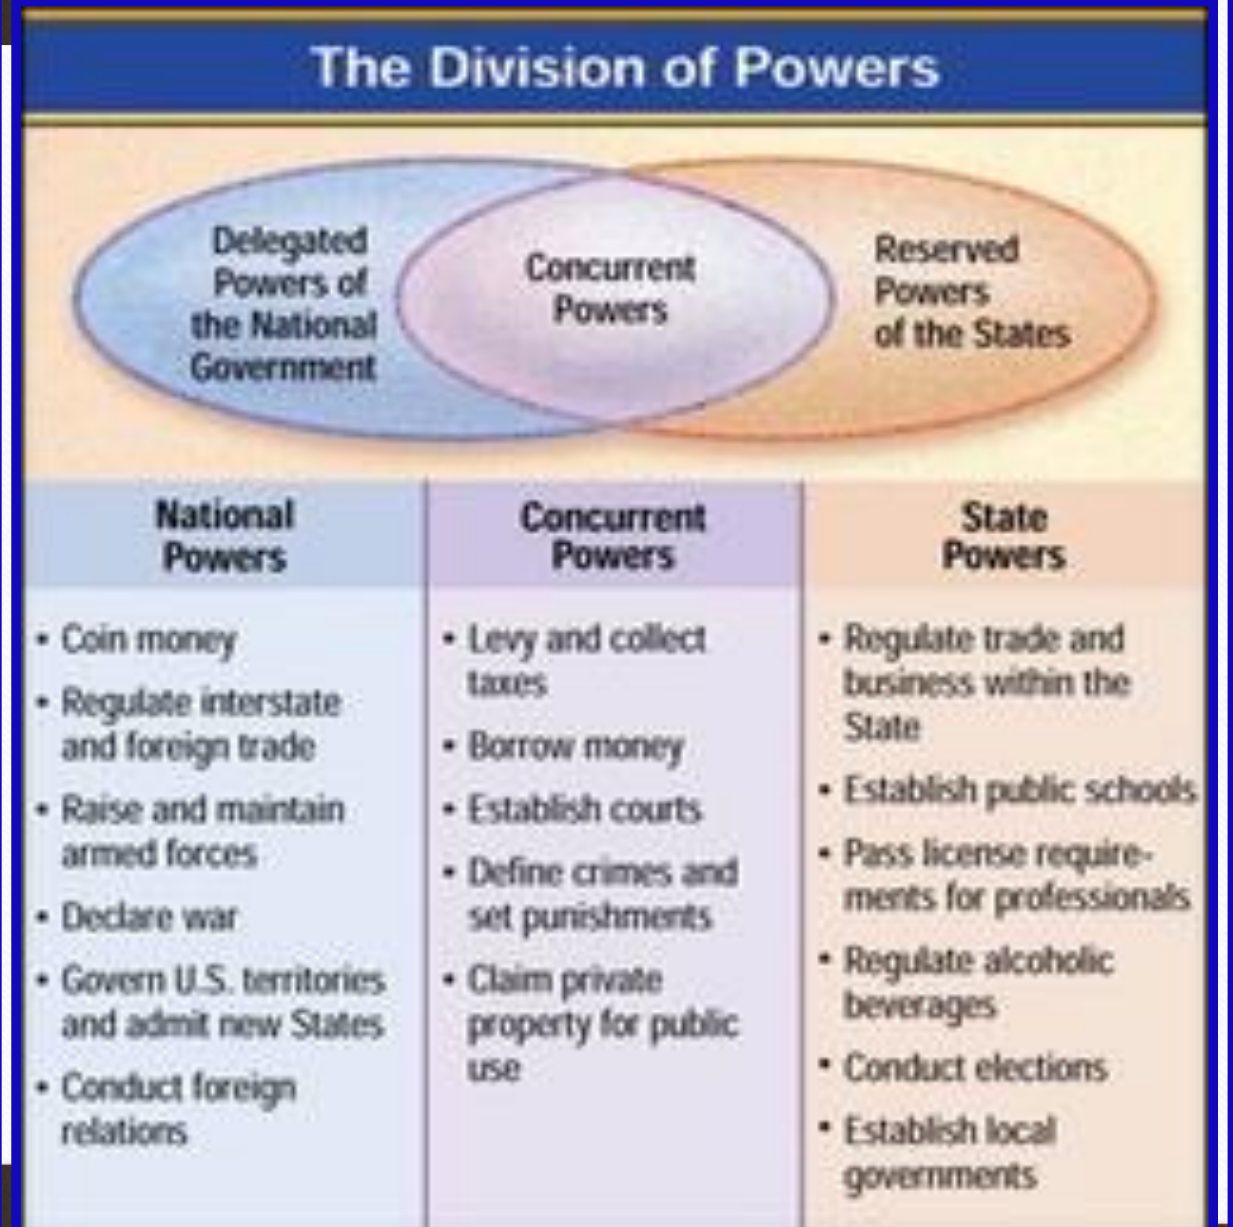 The Division of Powers
Delegated
Powers of
the National
Government
Concurrent
Powers
Reserved
Powers
of the States
National
Powers
• Coin money
• Regulate interstate
and foreign trade
• Raise and maintain
armed forces
• Declare war
• Govern U.S. territories
and admit new States
• Conduct foreign
relations
Concurrent
Powers
• Levy and collect
taxes
• Borrow money
• Establish courts
• Define crimes and
set punishments
• Claim private
property for public
use
State
Powers
• Regulate trade and
business within the
State
• Establish public schools
• Pass license require-
ments for professionals
• Regulate alcoholic
beverages
• Conduct elections
• Establish local
governments